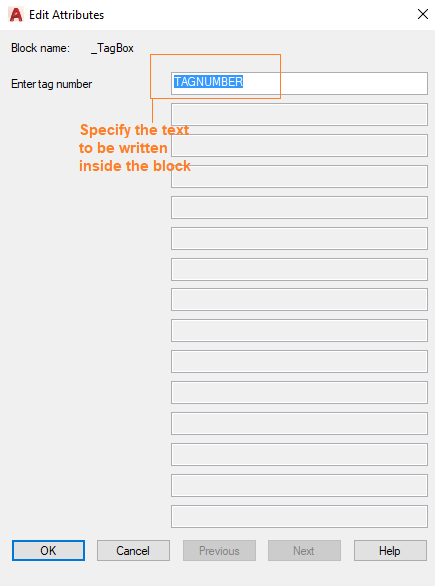 Edit Attributes
Block name: _TagBox
Enter tag number TAGNUMBER
Specify the text
to be written
inside the block
OK Cancel Previous Next Help